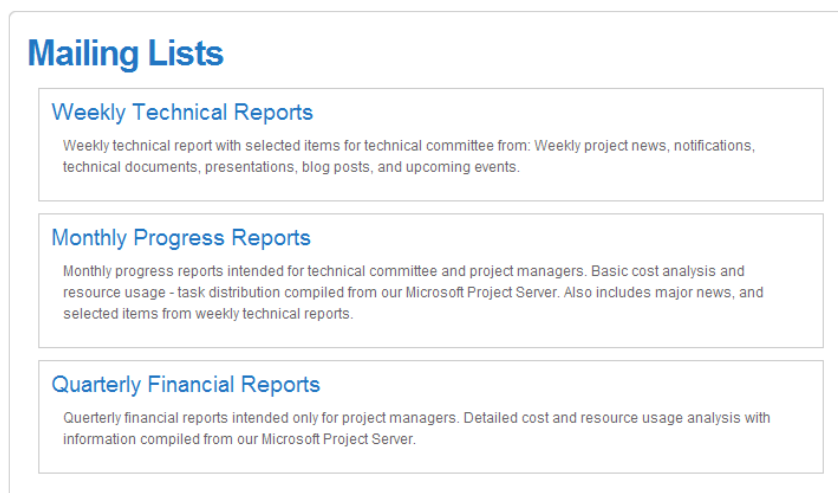 Mailing Lists
Weekly Technical Reports
Weekly technical report with selected items for technical committee from: Weekly project news, notifications,
technical documents, presentations, blog posts, and upcoming events.
Monthly Progress Reports
Monthly progress reports intended for technical committee and project managers. Basic cost analysis and
resource usage - task distribution compiled from our Microsoft Project Server. Also includes major news, and
selected items from weekly technical reports.
Quarterly Financial Reports
Querterly financial reports intended only for project managers. Detailed cost and resource usage analysis with
information compiled from our Microsoft Project Server.